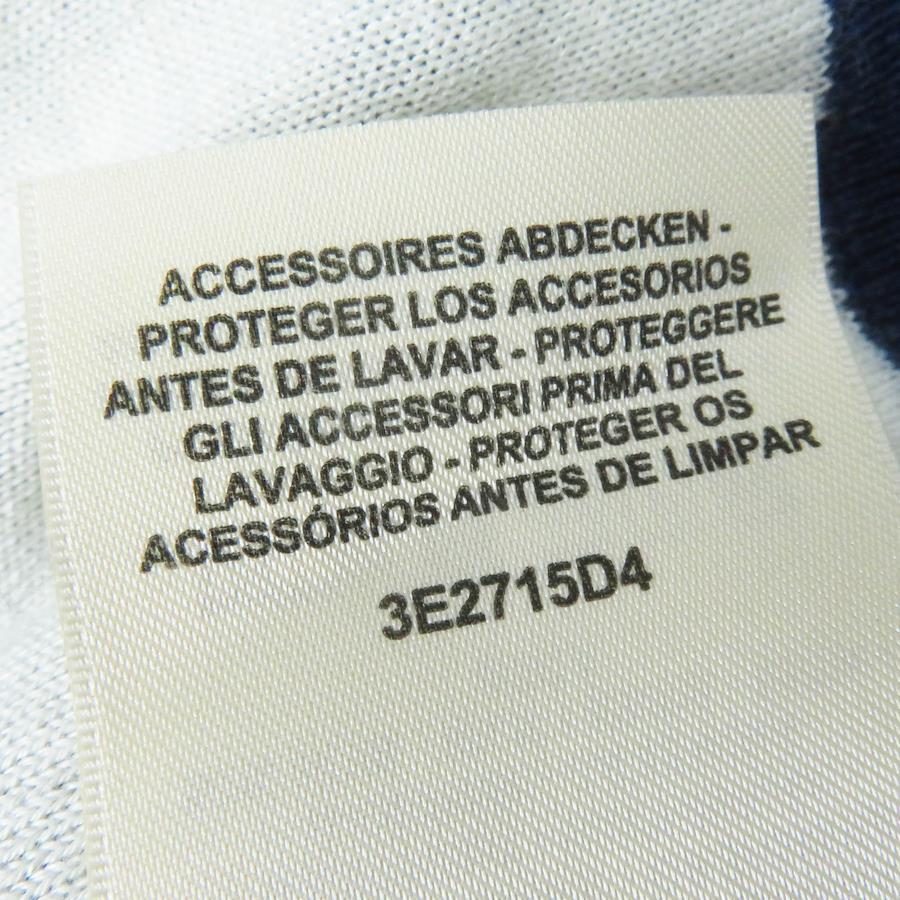 ACCESSOIRES ABDECKEN -
PROTEGER LOS ACCESORIOS
ANTES DE LAVAR - PROTEGGERE
GLI ACCESSORI PRIMA DEL
LAVAGGIO - PROTEGER OS
ACESSÓRIOS ANTES DE LIMPAR
3E2715D4